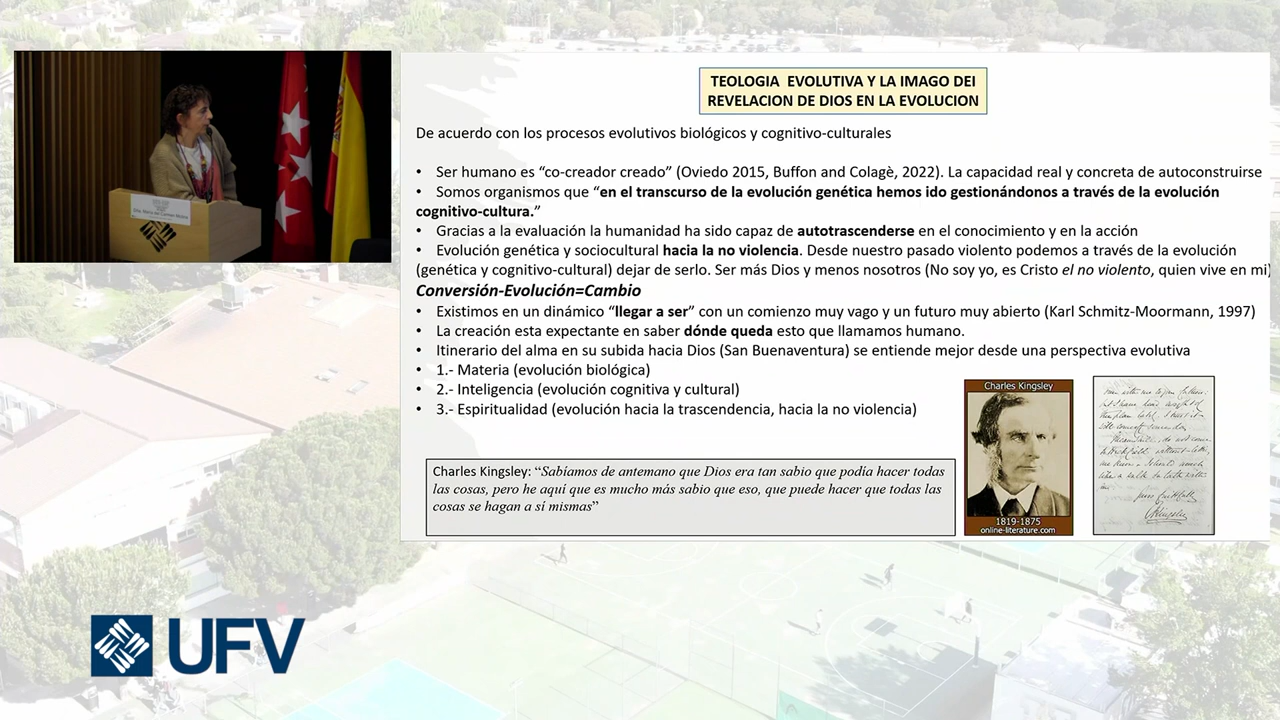 TEOLOGIA EVOLUTIVA Y LA IMAGO DEI
REVELACION DE DIOS EN LA EVOLUCION
De acuerdo con los procesos evolutivos biológicos y cognitivo-culturales
• Ser humano es “co-creador creado” (Oviedo 2015, Buffon and Colagè, 2022). La capacidad real y concreta de autoconstruirse
• Somos organismos que “en el transcurso de la evolución genética hemos ido gestionándonos a través de la evolución
cognitivo-cultura.”
• Gracias a la evaluación la humanidad ha sido capaz de autotrascenderse en el conocimiento y en la acción
• Evolución genética y sociocultural hacia la no violencia. Desde nuestro pasado violento podemos a través de la evolución
(genética y cognitivo-cultural) dejar de serlo. Ser más Dios y menos nosotros (No soy yo, es Cristo el no violento, quien vive en mi)
Conversión-Evolución=Cambio
• Existimos en un dinámico “llegar a ser” con un comienzo muy vago y un futuro muy abierto (Karl Schmitz-Moormann, 1997)
• La creación esta expectante en saber dónde queda esto que llamamos humano.
• Itinerario del alma en su subida hacia Dios (San Buenaventura) se entiende mejor desde una perspectiva evolutiva
• 1.- Materia (evolución biológica)
• 2.- Inteligencia (evolución cognitiva y cultural)
• 3.- Espiritualidad (evolución hacia la trascendencia, hacia la no violencia)
Charles Kingsley: “Sabíamos de antemano que Dios era tan sabio que podía hacer todas
las cosas, pero he aquí que es mucho más sabio que eso, que puede hacer que todas las
cosas se hagan a sí mismas”
Charles Kingsley
1819-1875
online-literature.com
UFV